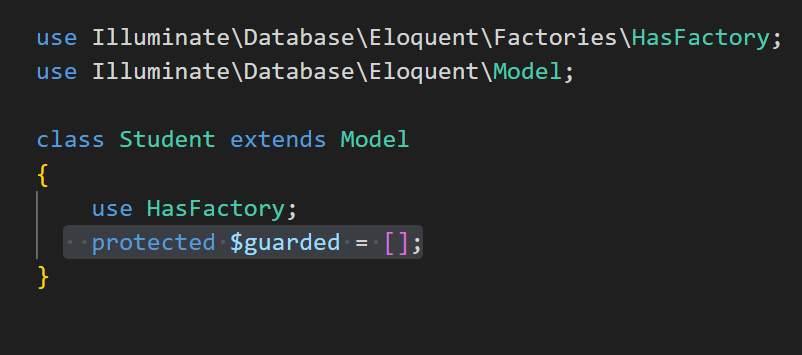 use Illuminate\Database\Eloquent\Factories\HasFactory;
use Illuminate\Database\Eloquent\Model;
class Student extends Model
{
use HasFactory;
protected $guarded = [];
}